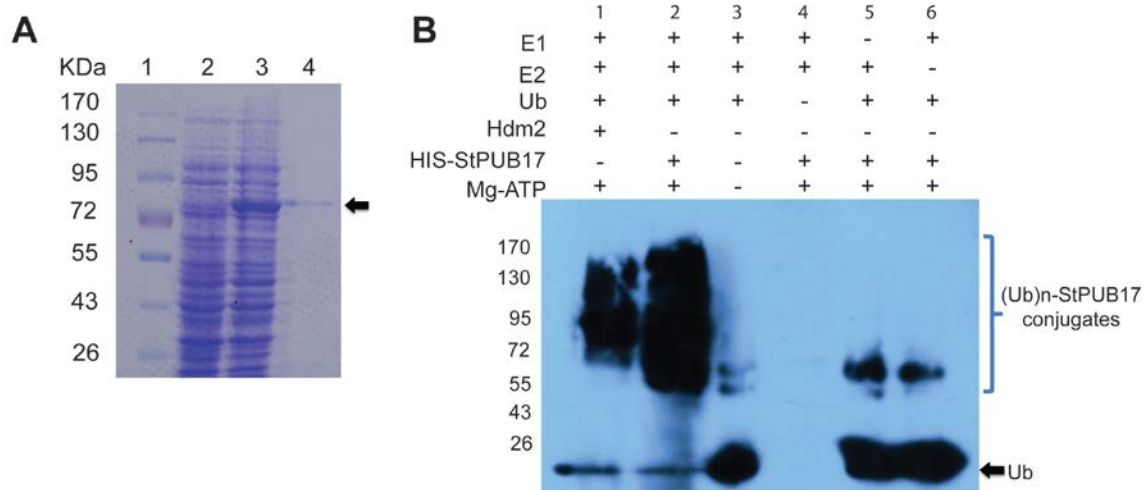 A
KDa 1 2 3 4
170
130
95
72
55
43
26
B
1 2 3 4 5 6
E1 + + + + - +
E2 + + + + + -
Ub + + + - + +
Hdm2 + - - - - -
HIS-StPUB17 - + - + + +
Mg-ATP + + - + + +
170
130
95
72
55
43
26
(Ub)n-StPUB17
conjugates
Ub